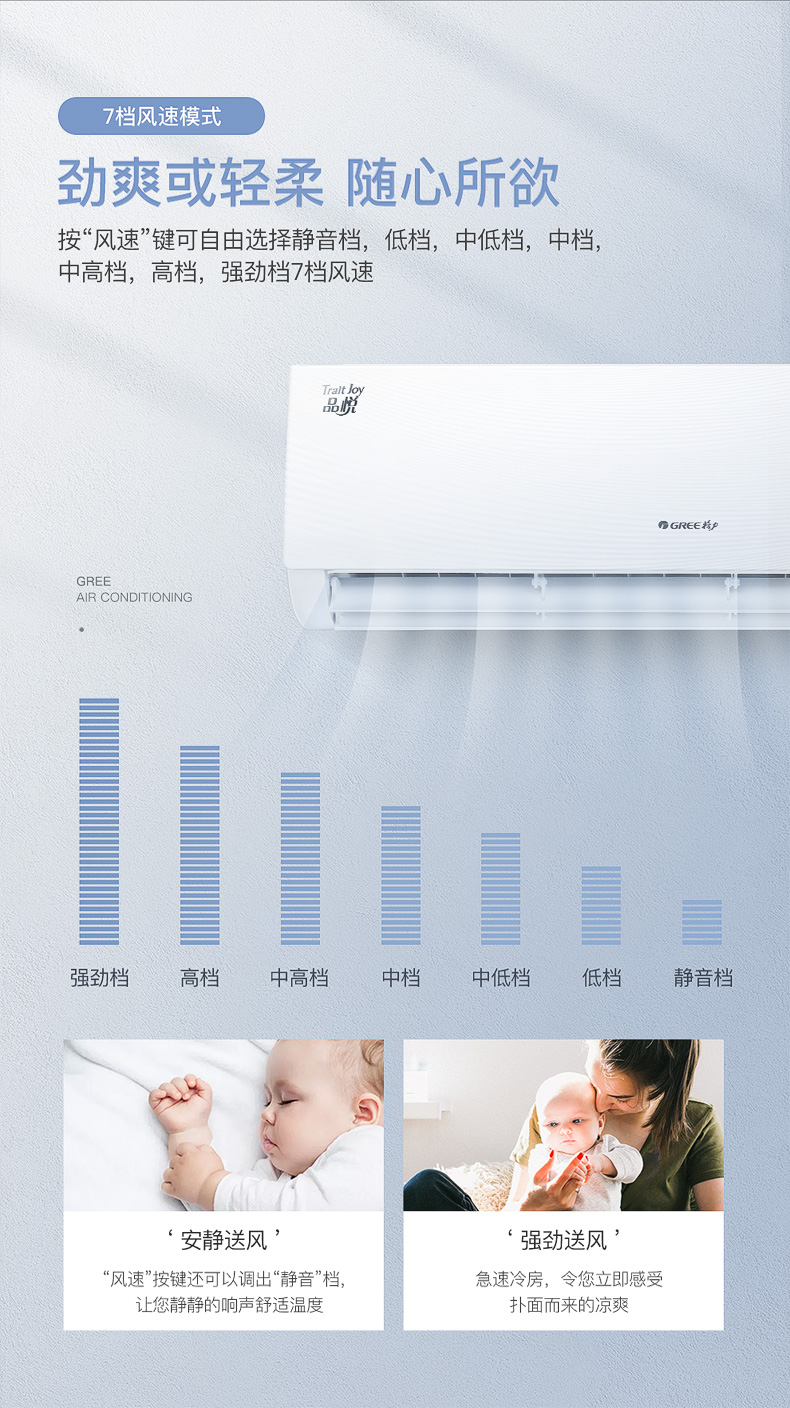 7档风速模式
劲爽或轻柔 随心所欲
按“风速”键可自由选择静音档，低档，中低档，中档，
中高档，高档，强劲档7档风速
Trait Joy
品悦
GREE格力
GREE
AIR CONDITIONING
强劲档 高档 中高档 中档 中低档 低档 静音档
‘ 安静送风 ’
“风速”按键还可以调出“静音”档，
让您静静的响声舒适温度
‘ 强劲送风 ’
急速冷房，令您立即感受
扑面而来的凉爽